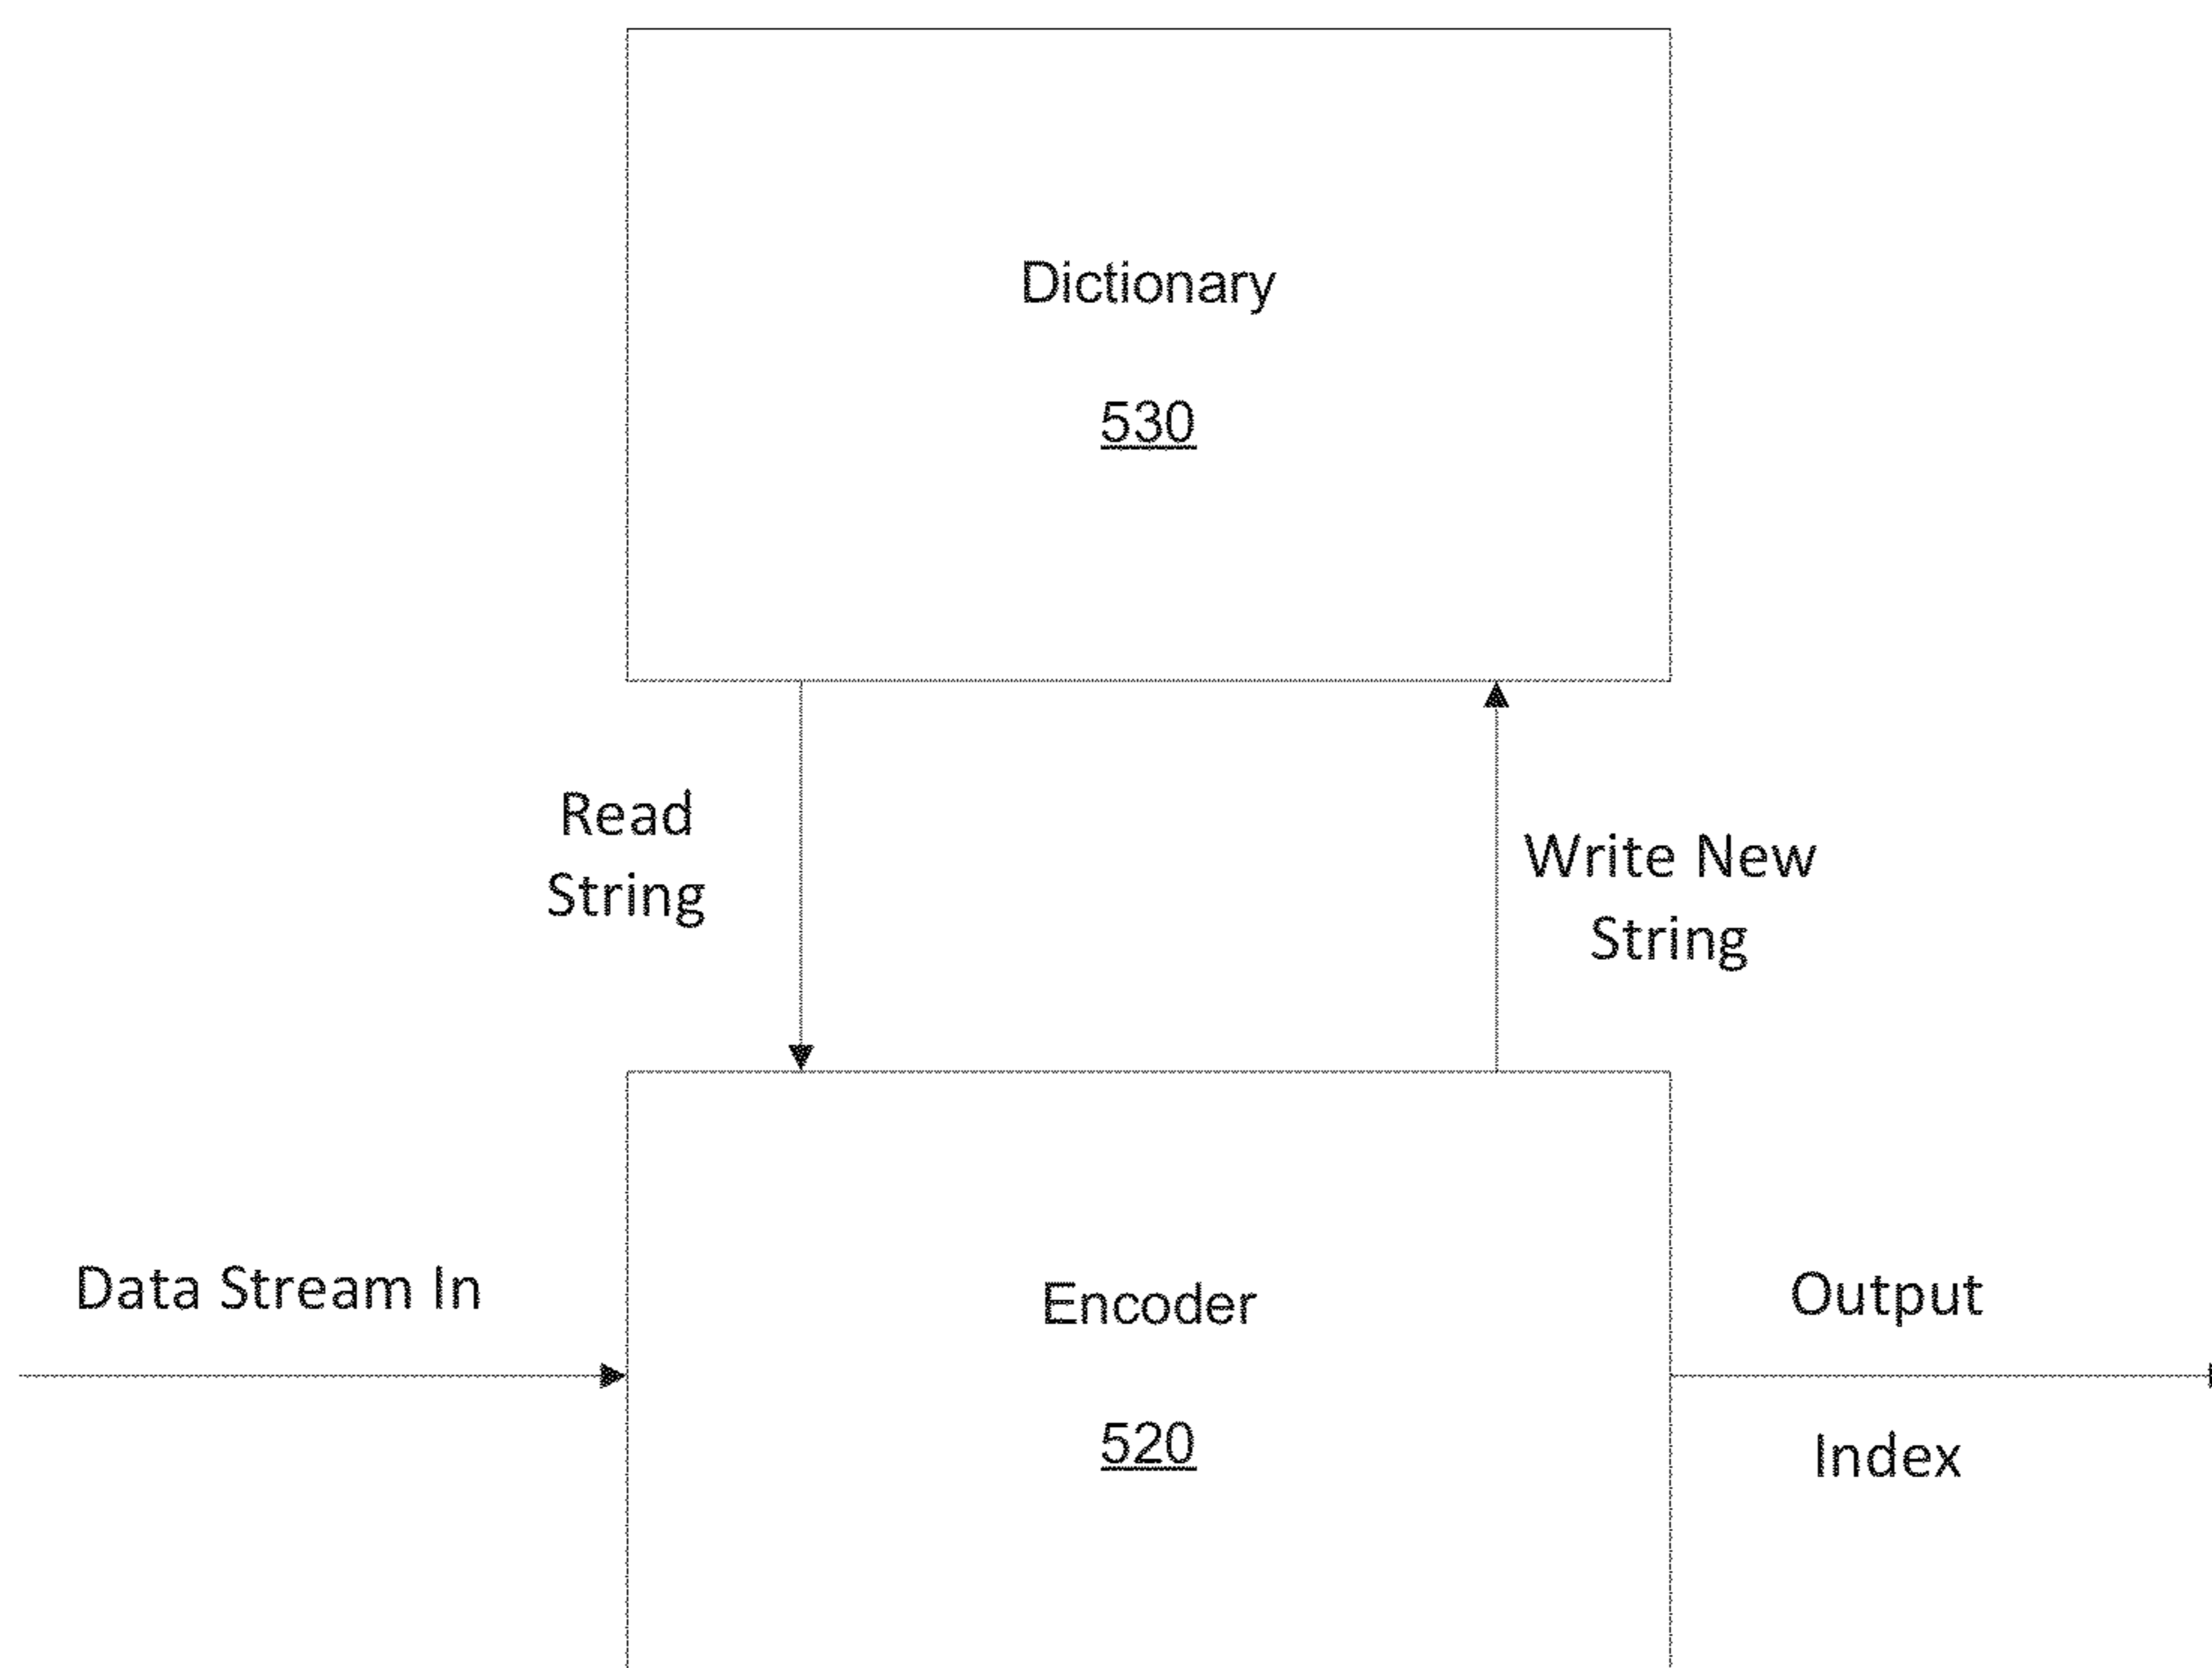 Dictionary
530
Read
String
Write New
String
Data Stream In
Encoder
520
Output
Index